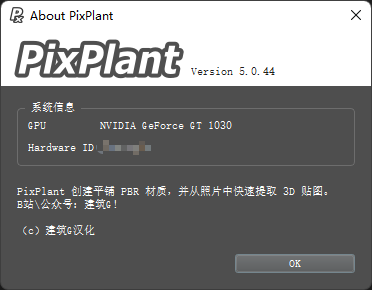 About PixPlant
PixPlant Version 5.0.44
系统信息
GPU NVIDIA GeForce GT 1030
Hardware ID
PixPlant 创建平铺 PBR 材质，并从照片中快速提取 3D 贴图。
B站\公众号：建筑G！
（c）建筑G汉化
OK